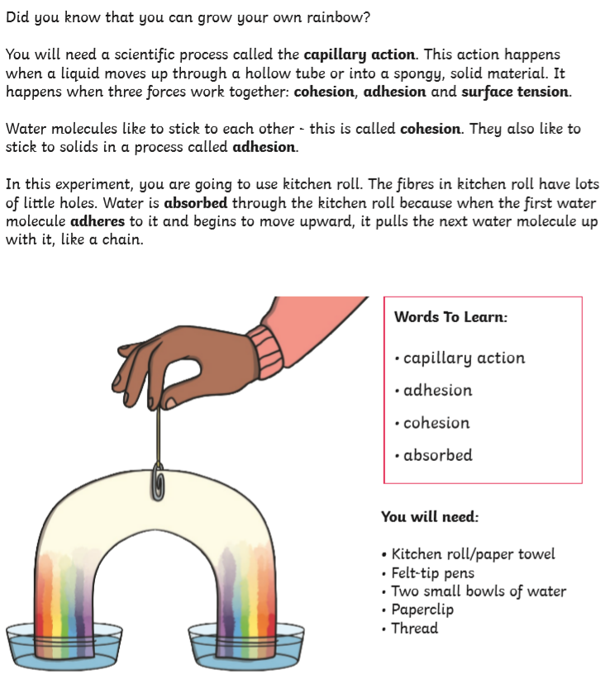 Did you know that you can grow your own rainbow?
You will need a scientific process called the capillary action. This action happens
when a liquid moves up through a hollow tube or into a spongy, solid material. It
happens when three forces work together: cohesion, adhesion and surface tension.
Water molecules like to stick to each other - this is called cohesion. They also like to
stick to solids in a process called adhesion.
In this experiment, you are going to use kitchen roll. The fibres in kitchen roll have lots
of little holes. Water is absorbed through the kitchen roll because when the first water
molecule adheres to it and begins to move upward, it pulls the next water molecule up
with it, like a chain.
Words To Learn:
• capillary action
• adhesion
• cohesion
• absorbed
You will need:
• Kitchen roll/paper towel
• Felt-tip pens
• Two small bowls of water
• Paperclip
• Thread